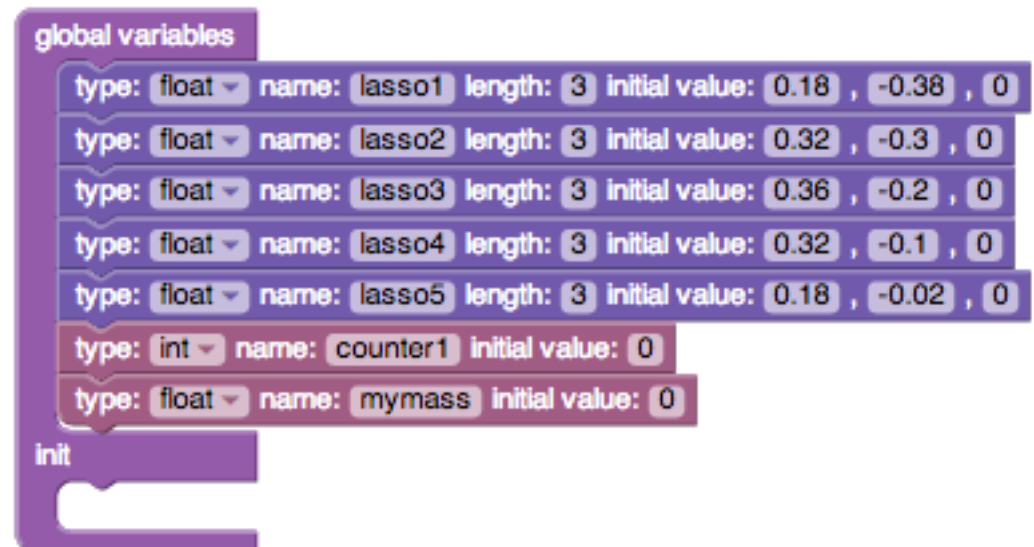 global variables
type: float name: lasso1 length: 3 initial value: 0.18 , -0.38 , 0
type: float name: lasso2 length: 3 initial value: 0.32 , -0.3 , 0
type: float name: lasso3 length: 3 initial value: 0.36 , -0.2 , 0
type: float name: lasso4 length: 3 initial value: 0.32 , -0.1 , 0
type: float name: lasso5 length: 3 initial value: 0.18 , -0.02 , 0
type: int name: counter1 initial value: 0
type: float name: mymass initial value: 0
init